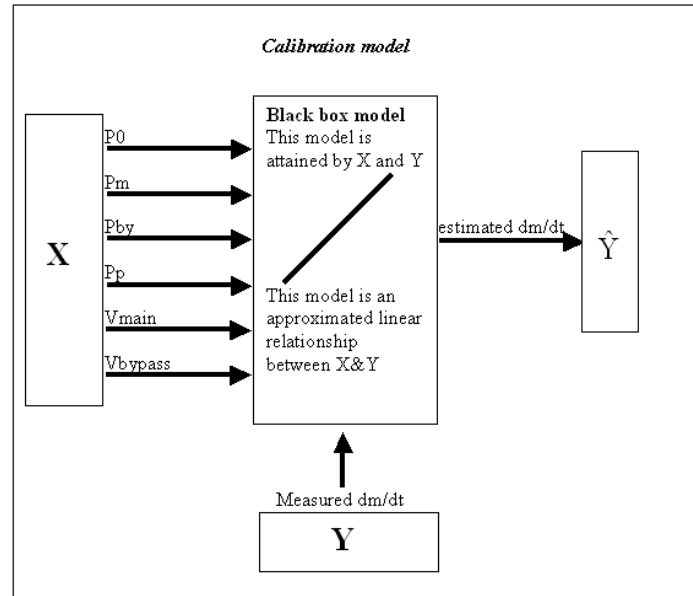 Calibration model
Black box model
This model is
attained by X and Y
P0
Pm
Pby
Pp
Vmain
Vbypass
X
This model is an
approximated linear
relationship
between X&Y
estimated dm/dt
Ŷ
Measured dm/dt
Y